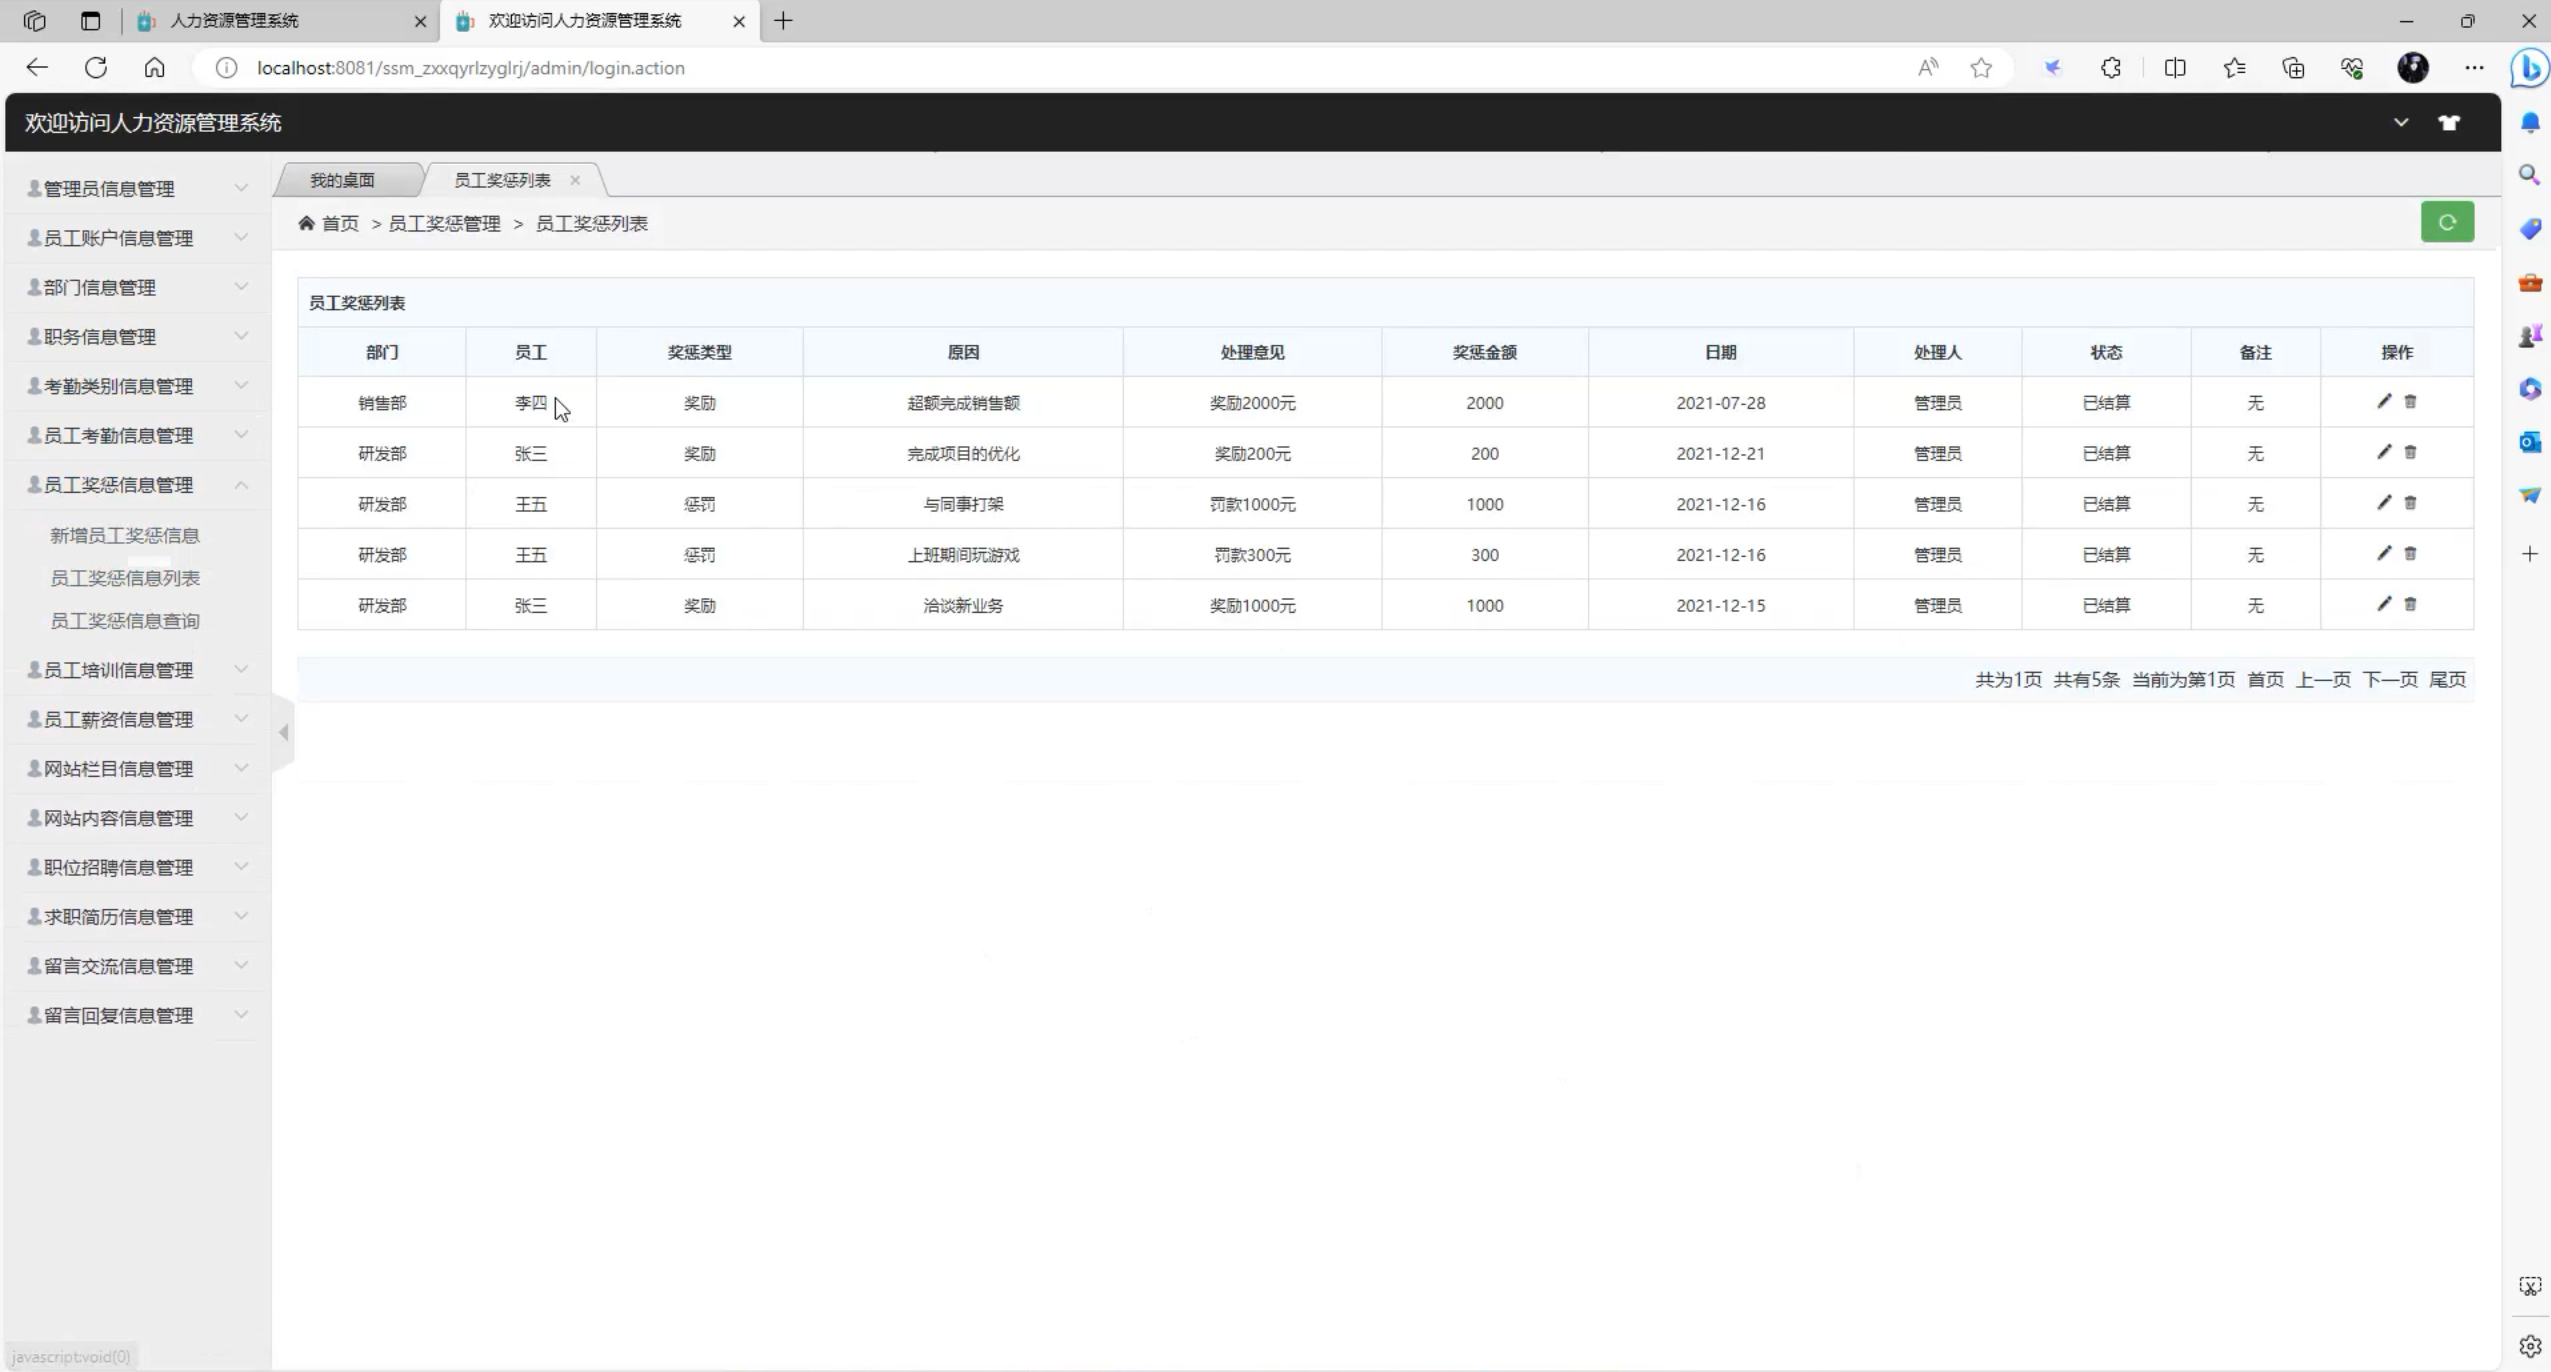 人力资源管理系统
欢迎访问人力资源管理系统
localhost:8081/ssm_zxxqyrlzyglrj/admin/login.action
欢迎访问人力资源管理系统
管理员信息管理
员工账户信息管理
部门信息管理
职务信息管理
考勤类别信息管理
员工考勤信息管理
员工奖惩信息管理
新增员工奖惩信息
员工奖惩信息列表
员工奖惩信息查询
员工培训信息管理
员工薪资信息管理
网站栏目信息管理
网站内容信息管理
职位招聘信息管理
求职简历信息管理
留言交流信息管理
留言回复信息管理
我的桌面 员工奖惩列表
首页 > 员工奖惩管理 > 员工奖惩列表
员工奖惩列表
部门 员工 奖惩类型 原因 处理意见 奖惩金额 日期 处理人 状态 备注 操作
销售部 李四 奖励 超额完成销售额 奖励2000元 2000 2021-07-28 管理员 已结算 无
研发部 张三 奖励 完成项目的优化 奖励200元 200 2021-12-21 管理员 已结算 无
研发部 王五 惩罚 与同事打架 罚款1000元 1000 2021-12-16 管理员 已结算 无
研发部 王五 惩罚 上班期间玩游戏 罚款300元 300 2021-12-16 管理员 已结算 无
研发部 张三 奖励 洽谈新业务 奖励1000元 1000 2021-12-15 管理员 已结算 无
共为1页 共有5条 当前为第1页 首页 上一页 下一页 尾页
javascript:void(0)